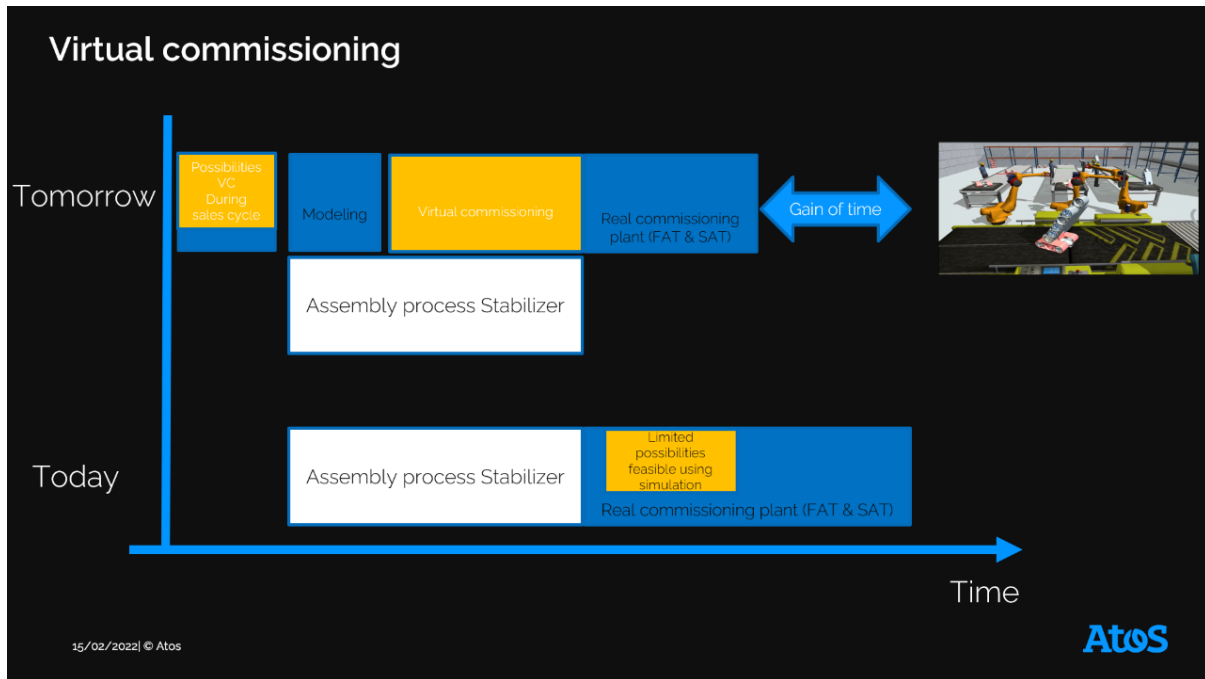 Virtual commissioning
Tomorrow
Possibilities
VC
During
sales cycle
Modeling
Virtual commissioning
Real commissioning
plant (FAT & SAT)
Gain of time
Assembly process Stabilizer
Today
Assembly process Stabilizer
Limited
possibilities
feasible using
simulation
Real commissioning plant (FAT & SAT)
Time
15/02/2022| © Atos
Atos